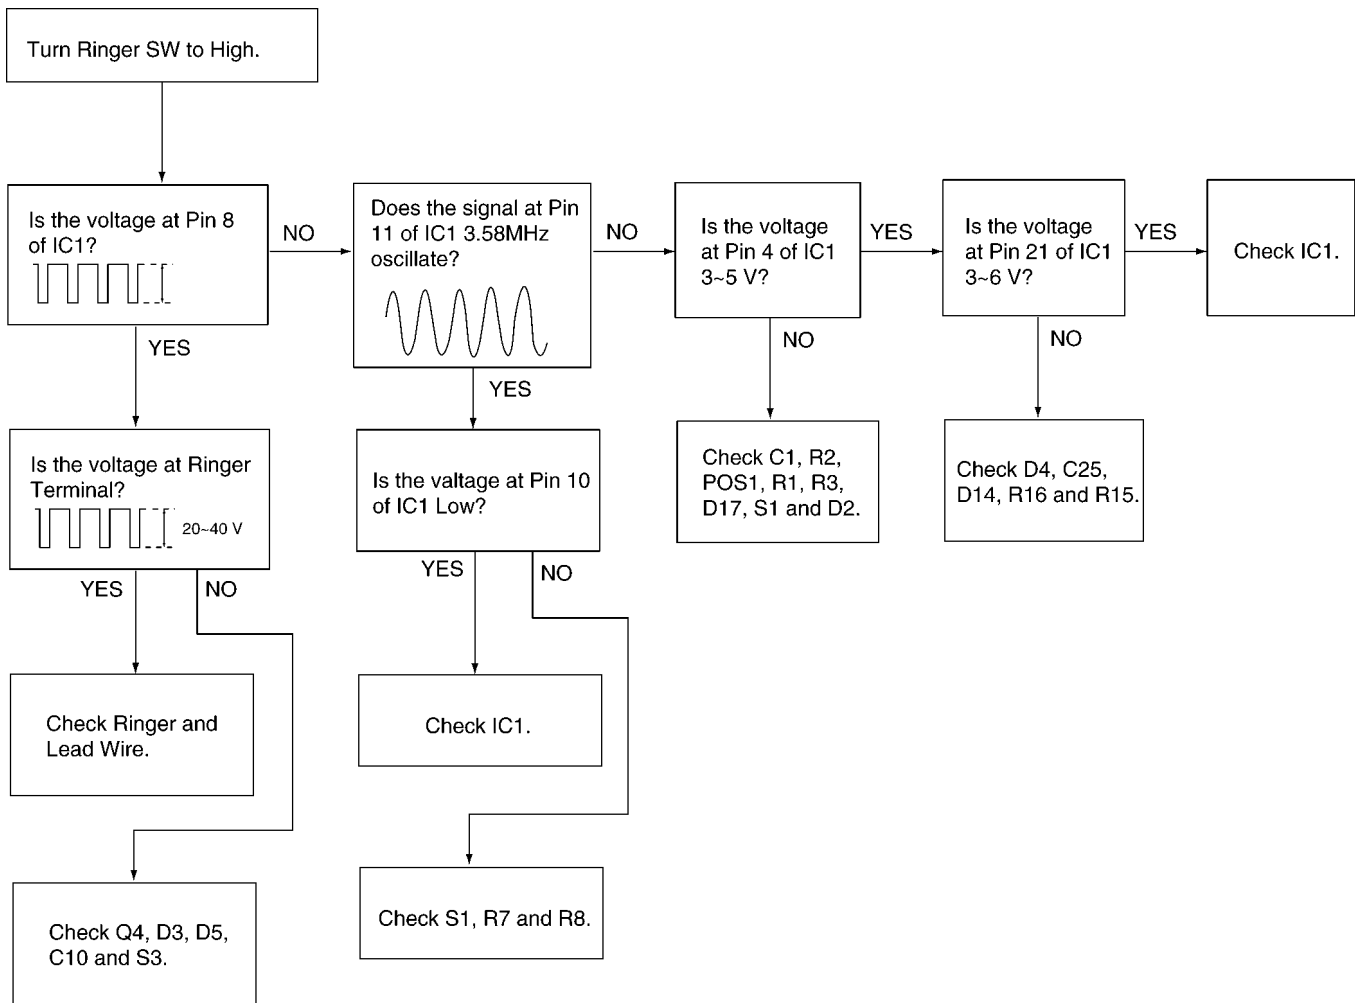 Turn Ringer SW to High.
Is the voltage at Pin 8
of IC1?
NO
YES
Does the signal at Pin
11 of IC1 3.58MHz
oscillate?
NO
YES
Is the voltage
at Pin 4 of IC1
3~5 V?
YES
NO
Is the voltage
at Pin 21 of IC1
3~6 V?
YES
NO
Check IC1.
Is the voltage at Ringer
Terminal?
20~40 V
YES
NO
Is the valtage at Pin 10
of IC1 Low?
YES
NO
Check C1, R2,
POS1, R1, R3,
D17, S1 and D2.
Check D4, C25,
D14, R16 and R15.
Check Ringer and
Lead Wire.
Check IC1.
Check Q4, D3, D5,
C10 and S3.
Check S1, R7 and R8.